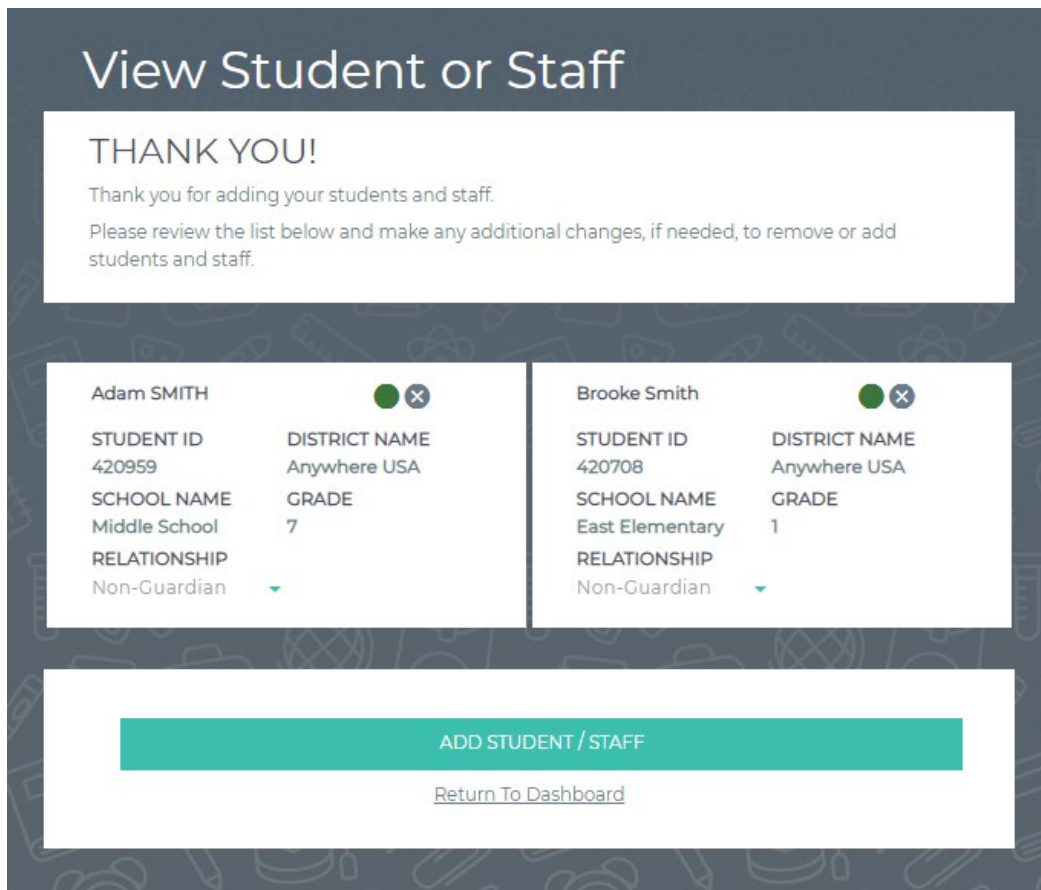 View Student or Staff
THANK YOU!
Thank you for adding your students and staff.
Please review the list below and make any additional changes, if needed, to remove or add
students and staff.
Adam SMITH
STUDENT ID DISTRICT NAME
420959 Anywhere USA
SCHOOL NAME GRADE
Middle School 7
RELATIONSHIP
Non-Guardian
Brooke Smith
STUDENT ID DISTRICT NAME
420708 Anywhere USA
SCHOOL NAME GRADE
East Elementary 1
RELATIONSHIP
Non-Guardian
ADD STUDENT / STAFF
Return To Dashboard